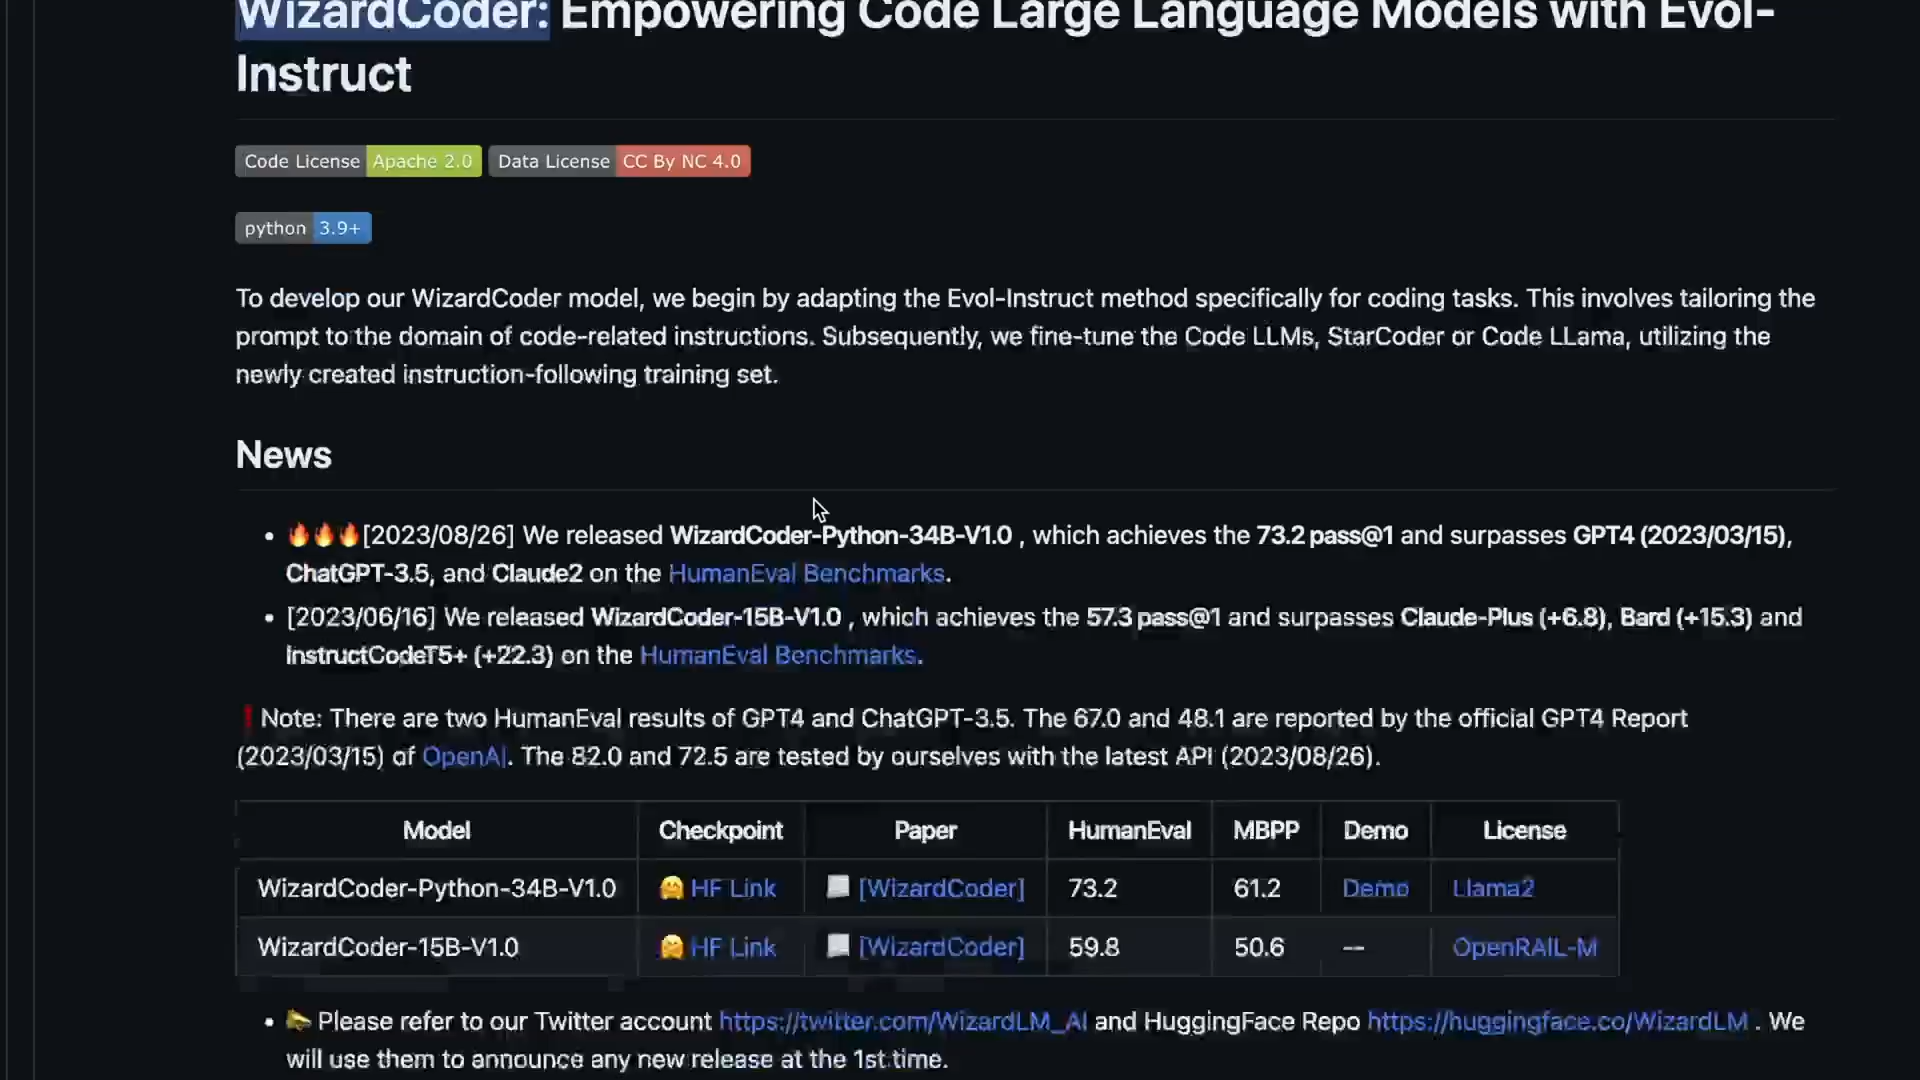 WizardCoder: Empowering Code Large Language Models with Evol-
Instruct
Code License Apache 2.0 Data License CC By NC 4.0
python 3.9+
To develop our WizardCoder model, we begin by adapting the Evol-Instruct method specifically for coding tasks. This involves tailoring the
prompt to the domain of code-related instructions. Subsequently, we fine-tune the Code LLMs, StarCoder or Code LLama, utilizing the
newly created instruction-following training set.
News
• 🔥🔥🔥[2023/08/26] We released WizardCoder-Python-34B-V1.0 , which achieves the 73.2 pass@1 and surpasses GPT4 (2023/03/15),
ChatGPT-3.5, and Claude2 on the HumanEval Benchmarks.
• [2023/06/16] We released WizardCoder-15B-V1.0 , which achieves the 57.3 pass@1 and surpasses Claude-Plus (+6.8), Bard (+15.3) and
InstructCodeT5+ (+22.3) on the HumanEval Benchmarks.
❗Note: There are two HumanEval results of GPT4 and ChatGPT-3.5. The 67.0 and 48.1 are reported by the official GPT4 Report
(2023/03/15) of OpenAI. The 82.0 and 72.5 are tested by ourselves with the latest API (2023/08/26).
Model Checkpoint Paper HumanEval MBPP Demo License
WizardCoder-Python-34B-V1.0 🤗 HF Link 📃 [WizardCoder] 73.2 61.2 Demo Llama2
WizardCoder-15B-V1.0 🤗 HF Link 📃 [WizardCoder] 59.8 50.6 -- OpenRAIL-M
• 📣 Please refer to our Twitter account https://twitter.com/WizardLM_AI and HuggingFace Repo https://huggingface.co/WizardLM . We
will use them to announce any new release at the 1st time.